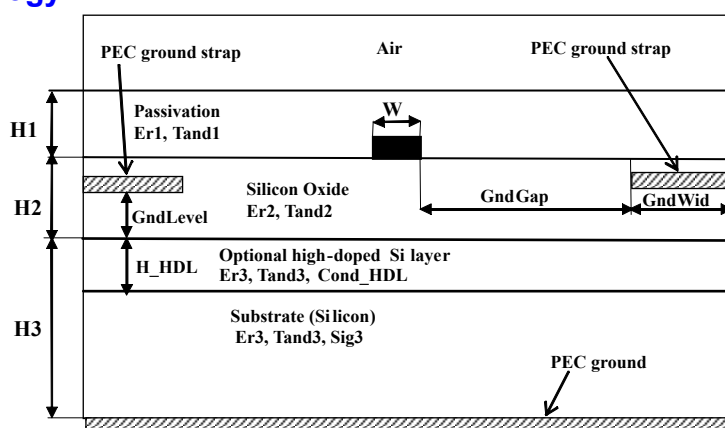 PEC ground strap
Air
PEC ground strap
H1
Passivation
Er1, Tand1
W
H2
Silicon Oxide
Er2, Tand2
GndLevel
GndGap
GndWid
H_HDL
Optional high-doped Si layer
Er3, Tand3, Cond_HDL
H3
Substrate (Silicon)
Er3, Tand3, Sig3
PEC ground